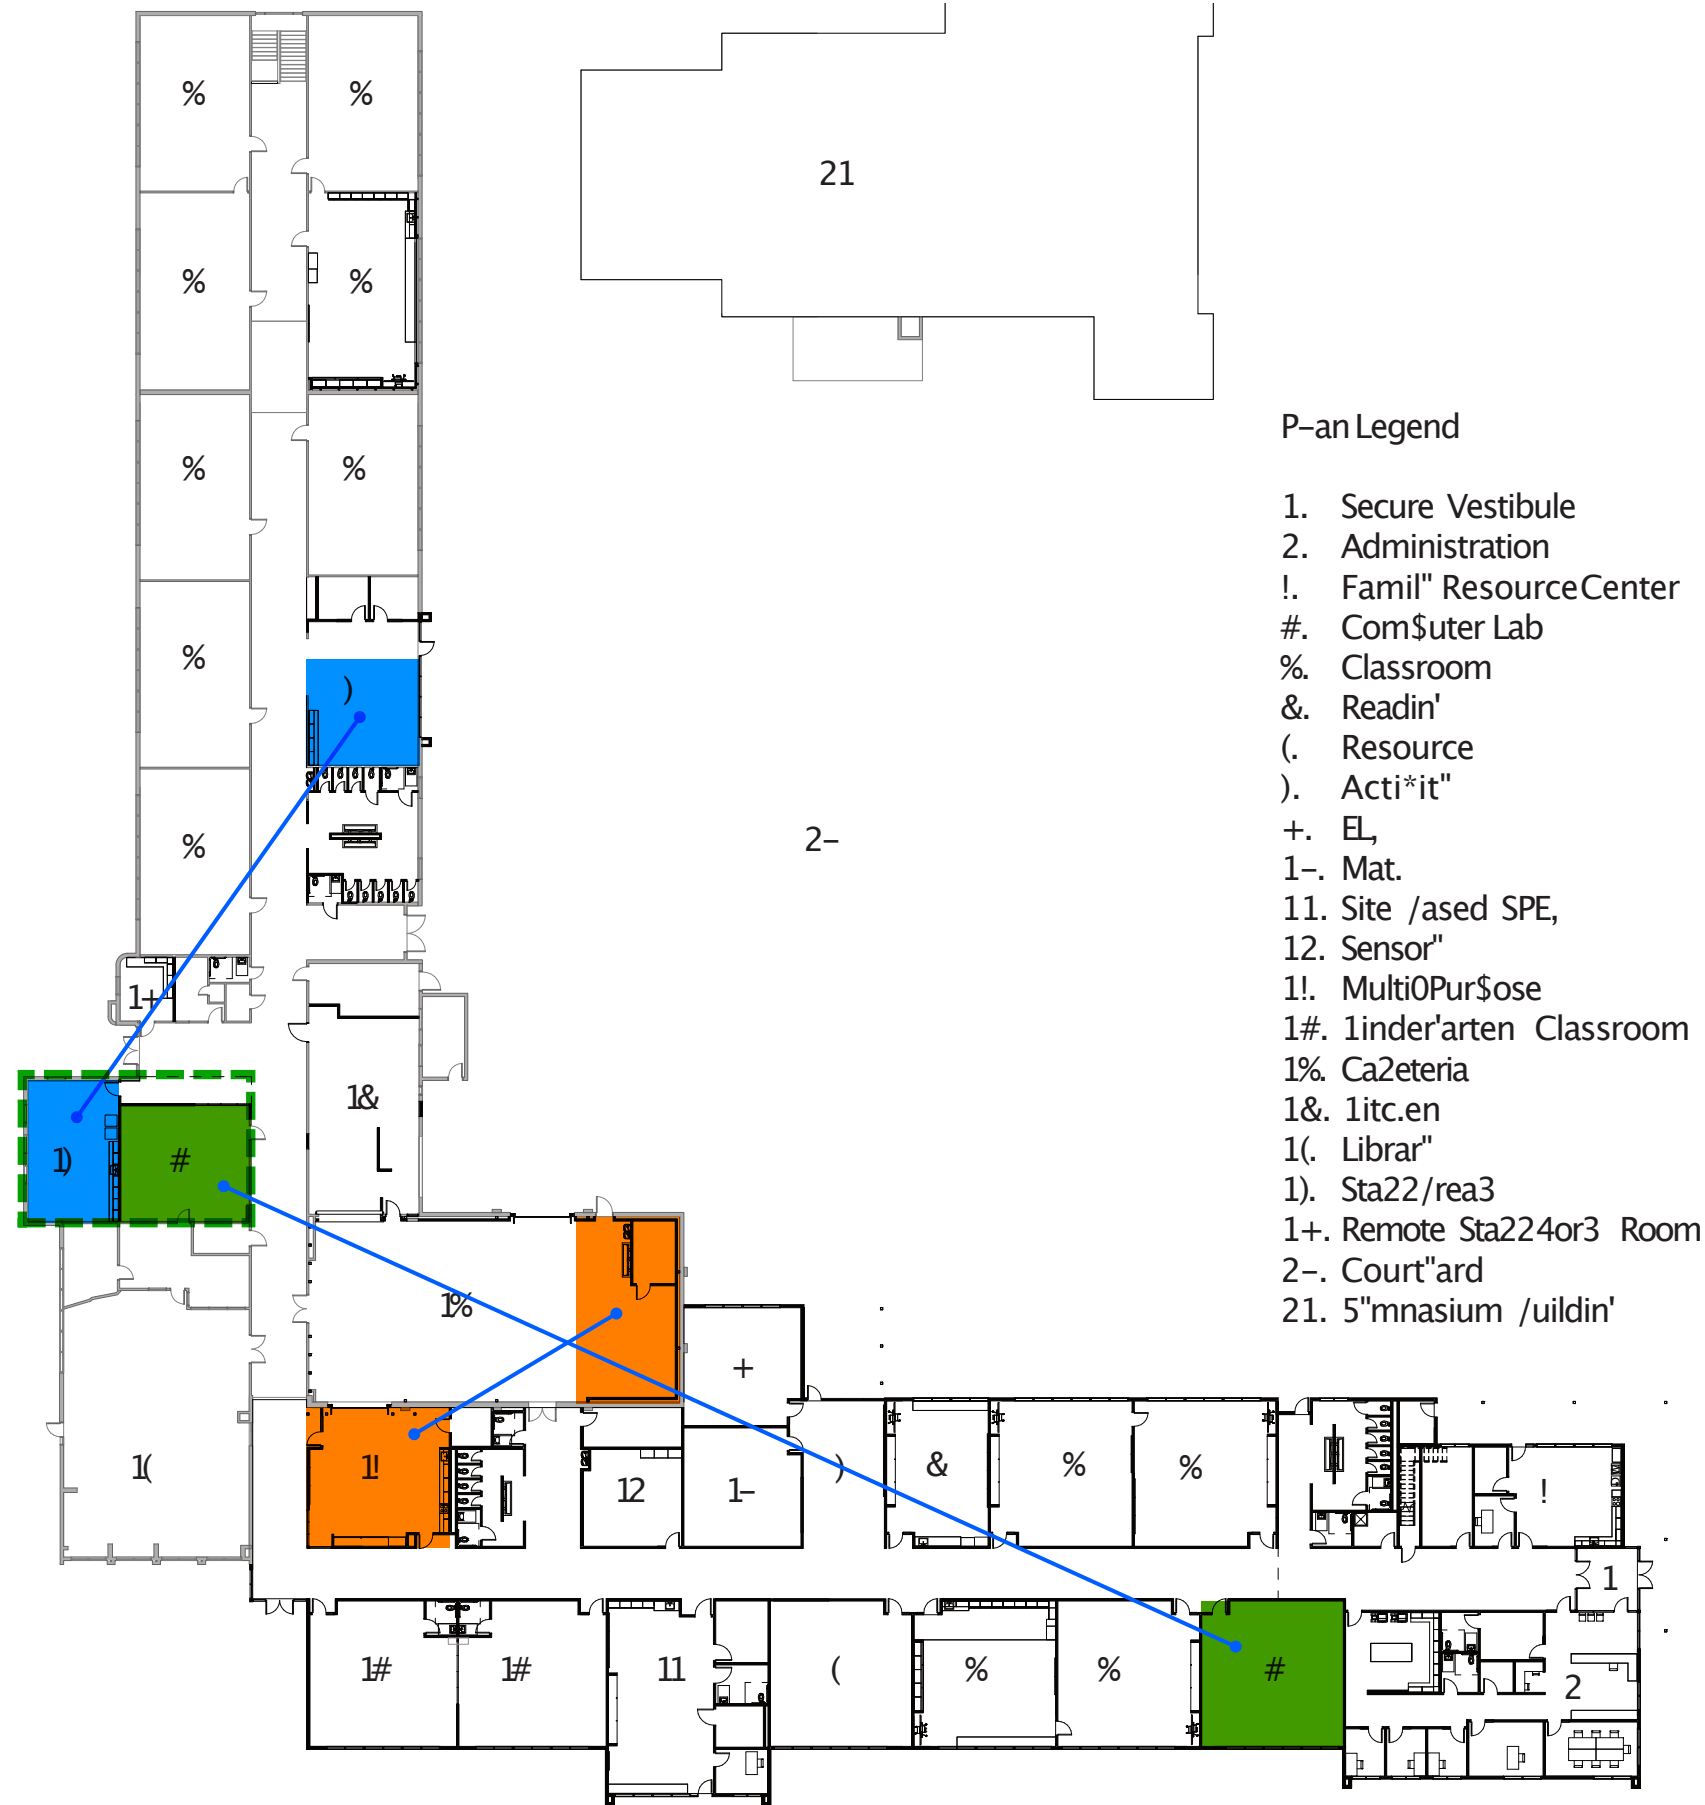 % %
21
% %
P–an Legend
% %
1. Secure Vestibule
2. Administration
!. Famil" Resource Center
#. Com$uter Lab
% 
%. Classroom
)
&. Readin'
(. Resource
). Acti*it"
% 2–
+. EL,
1–. Mat.
11. Site /ased SPE,
12. Sensor"
1+
1!. Multi0Pur$ose
1#. 1inder'arten Classroom
1%. Ca2eteria
1&
1&. 1itc.en
1) #
1(. Librar"
1). Sta22/rea3
1+. Remote Sta224or3 Room
2–. Court"ard
1%
21. 5"mnasium /uildin'
+
1( 1! 12 1– ) & % % !
1
1# 1# 11 ( % % # 2